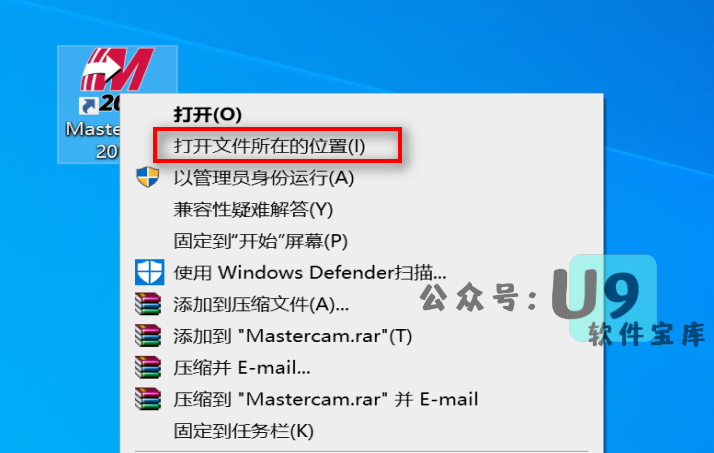 Maste
20
打开(O)
打开文件所在的位置(I)
以管理员身份运行(A)
兼容性疑难解答(Y)
固定到"开始"屏幕(P)
使用 Windows Defender扫描...
添加到压缩文件(A)...
添加到 "Mastercam.rar"(T)
压缩并 E-mail...
压缩到 "Mastercam.rar" 并 E-mail
固定到任务栏(K)
公众号: U9
软件宝库